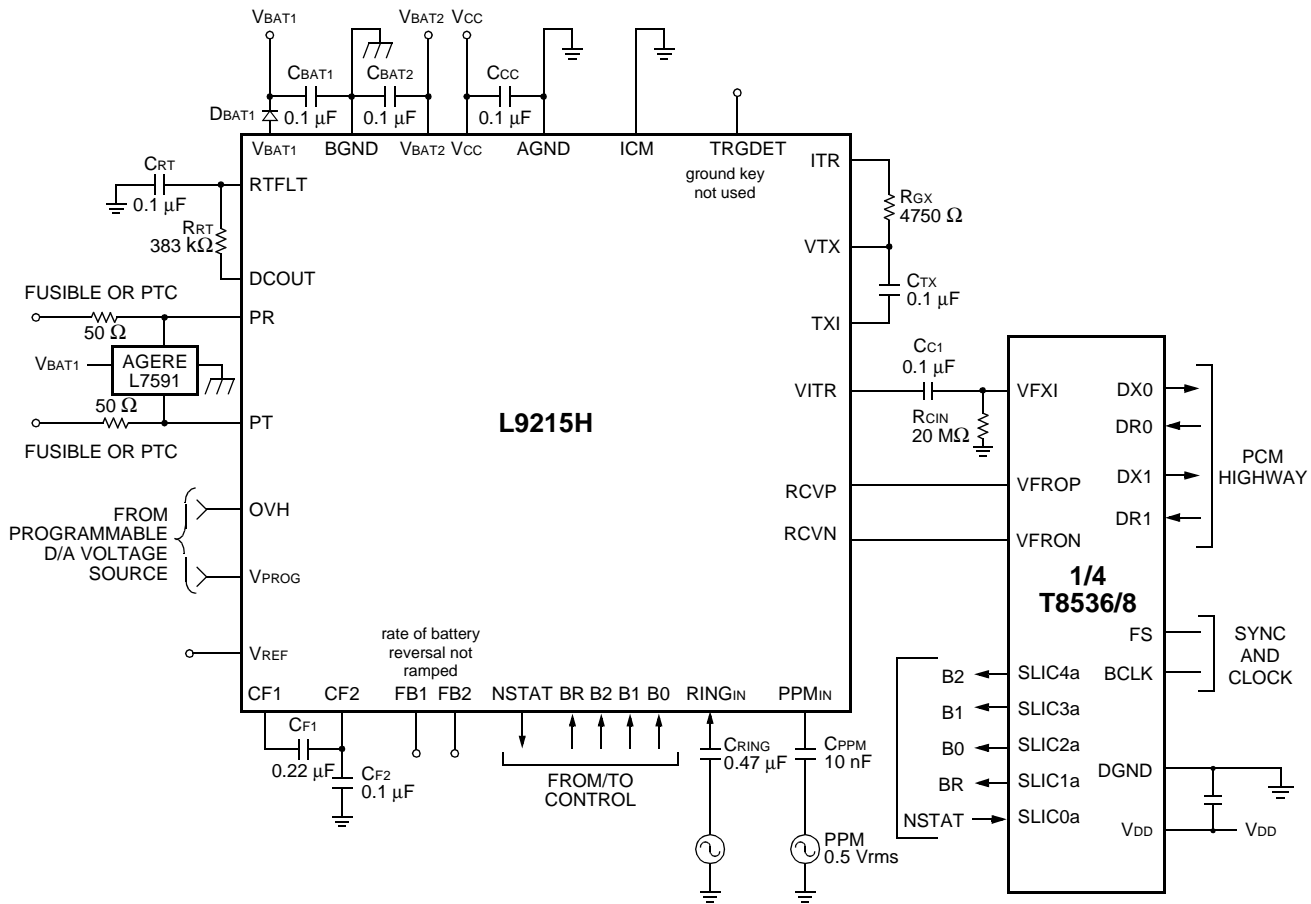 VBAT1
VBAT2
VCC
CBAT1
0.1 µF
CBAT2
0.1 µF
CCC
0.1 µF
DBAT1
VBAT1
BGND
VBAT2
VCC
AGND
ICM
TRGDET
ground key
not used
CRT
0.1 µF
RTFLT
RRT
383 kΩ
DCOUT
FUSIBLE OR PTC
50 Ω
PR
VBAT1
AGERE
L7591
50 Ω
PT
FUSIBLE OR PTC
FROM
PROGRAMMABLE
D/A VOLTAGE
SOURCE
OVH
VPROG
VREF
L9215H
ITR
RGX
4750 Ω
VTX
CTX
0.1 µF
TXI
CC1
0.1 µF
VITR
RCIN
20 MΩ
RCVP
RCVN
rate of battery
reversal not
ramped
CF1
CF2
FB1
FB2
NSTAT
BR
B2
B1
B0
RINGIN
PPMIN
CF1
0.22 µF
CF2
0.1 µF
FROM/TO
CONTROL
CRING
0.47 µF
CPPM
10 nF
PPM
0.5 Vrms
VFXI
VFROP
VFRON
1/4
T8536/8
DX0
DR0
DX1
DR1
PCM
HIGHWAY
FS
BCLK
SYNC
AND
CLOCK
B2
SLIC4a
B1
SLIC3a
B0
SLIC2a
BR
SLIC1a
NSTAT
SLIC0a
DGND
VDD
VDD